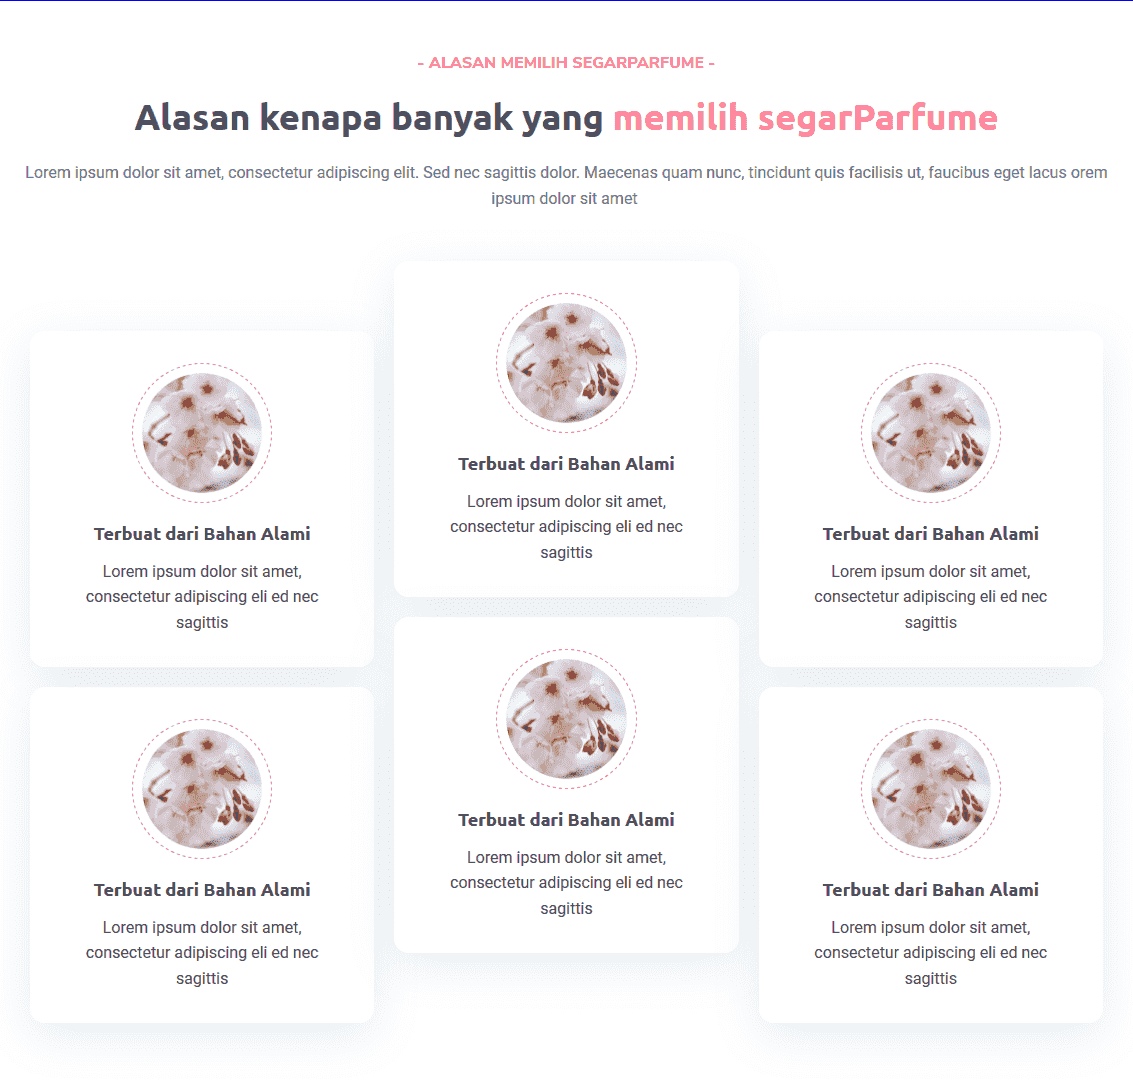 - ALASAN MEMILIH SEGARPARFUME -
Alasan kenapa banyak yang memilih segarParfume
Lorem ipsum dolor sit amet, consectetur adipiscing elit. Sed nec sagittis dolor. Maecenas quam nunc, tincidunt quis facilisis ut, faucibus eget lacus orem
ipsum dolor sit amet
Terbuat dari Bahan Alami
Lorem ipsum dolor sit amet,
consectetur adipiscing eli ed nec
sagittis
Terbuat dari Bahan Alami
Lorem ipsum dolor sit amet,
consectetur adipiscing eli ed nec
sagittis
Terbuat dari Bahan Alami
Lorem ipsum dolor sit amet,
consectetur adipiscing eli ed nec
sagittis
Terbuat dari Bahan Alami
Lorem ipsum dolor sit amet,
consectetur adipiscing eli ed nec
sagittis
Terbuat dari Bahan Alami
Lorem ipsum dolor sit amet,
consectetur adipiscing eli ed nec
sagittis
Terbuat dari Bahan Alami
Lorem ipsum dolor sit amet,
consectetur adipiscing eli ed nec
sagittis